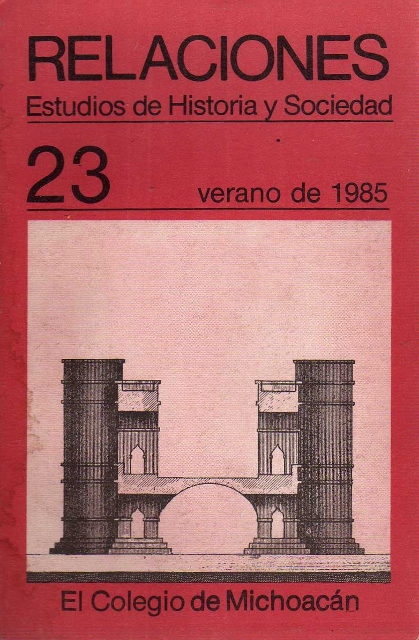 RELACIONES
Estudios de Historia y Sociedad
23
verano de 1985
El Colegio de Michoacán